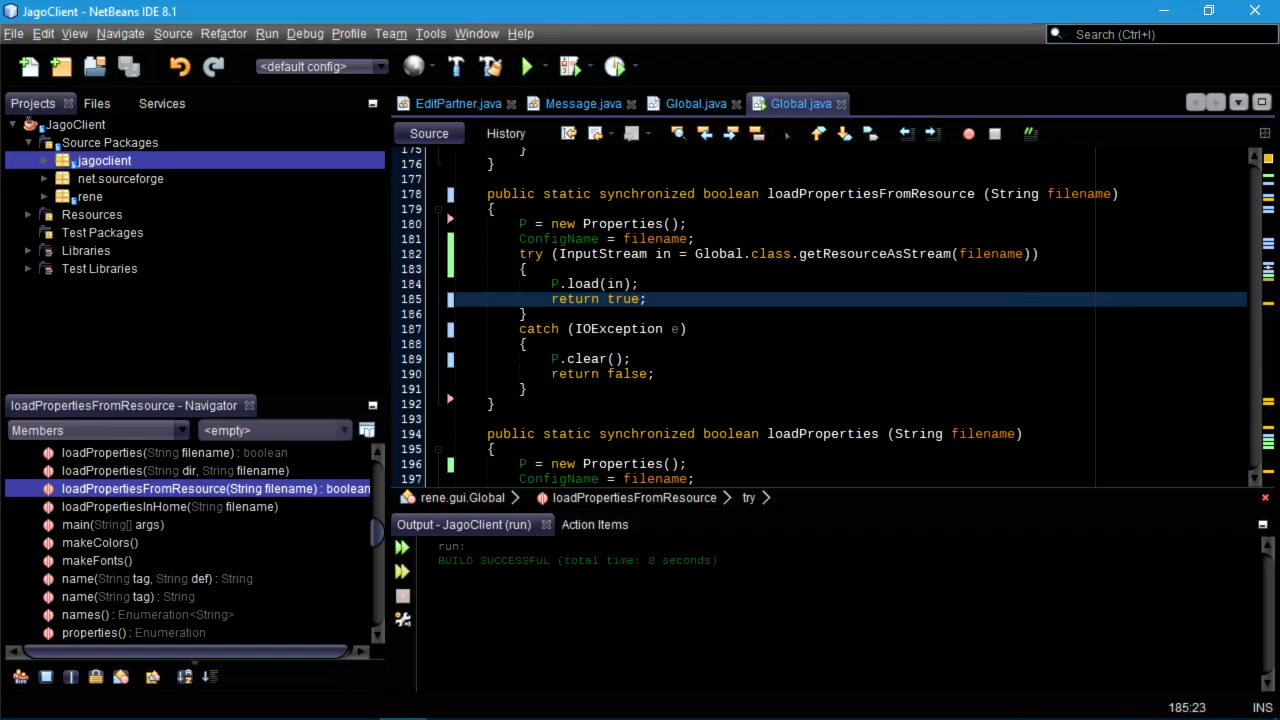 JagoClient - NetBeans IDE 8.1
File Edit View Navigate Source Refactor Run Debug Profile Team Tools Window Help
Search (Ctrl+I)
<default config>
Projects Files Services
JagoClient
Source Packages
jagoclient
net.sourceforge
rene
Resources
Test Packages
Libraries
Test Libraries
loadPropertiesFromResource - Navigator
Members <empty>
loadProperties(String filename) : boolean
loadProperties(String dir, String filename)
loadPropertiesFromResource(String filename) : boolean
loadPropertiesInHome(String filename)
main(String[] args)
makeColors()
makeFonts()
name(String tag, String def) : String
name(String tag) : String
names() : Enumeration<String>
properties() : Enumeration
EditPartner.java Message.java Global.java Global.java
Source History
175 }
176 }
177
178 public static synchronized boolean loadPropertiesFromResource (String filename)
179 {
180 P = new Properties();
181 ConfigName = filename;
182 try (InputStream in = Global.class.getResourceAsStream(filename))
183 {
184 P.load(in);
185 return true;
186 }
187 catch (IOException e)
188 {
189 P.clear();
190 return false;
191 }
192 }
193
194 public static synchronized boolean loadProperties (String filename)
195 {
196 P = new Properties();
197 ConfigName = filename;
rene.gui.Global loadPropertiesFromResource try
Output - JagoClient (run) Action Items
run:
BUILD SUCCESSFUL (total time: 0 seconds)
185:23 INS